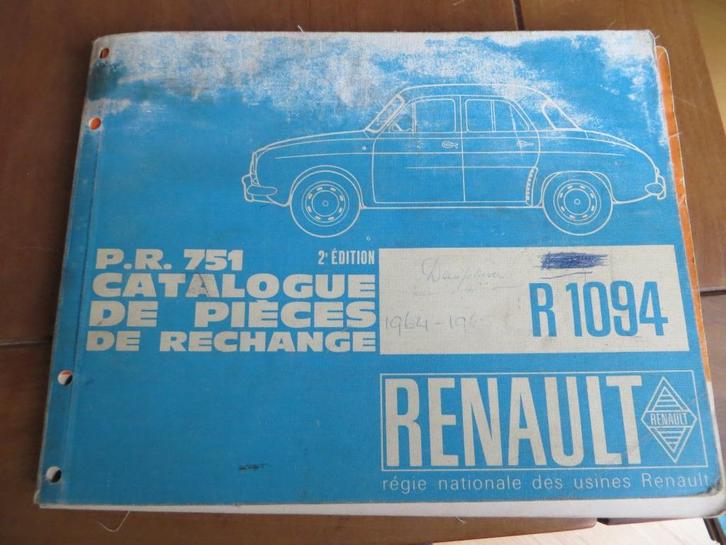 P.R. 751
2e ÉDITION
CATALOGUE
DE PIÈCES
DE RECHANGE
Dauphine
1964-196
R 1094
RENAULT
RENAULT
régie nationale des usines Renault